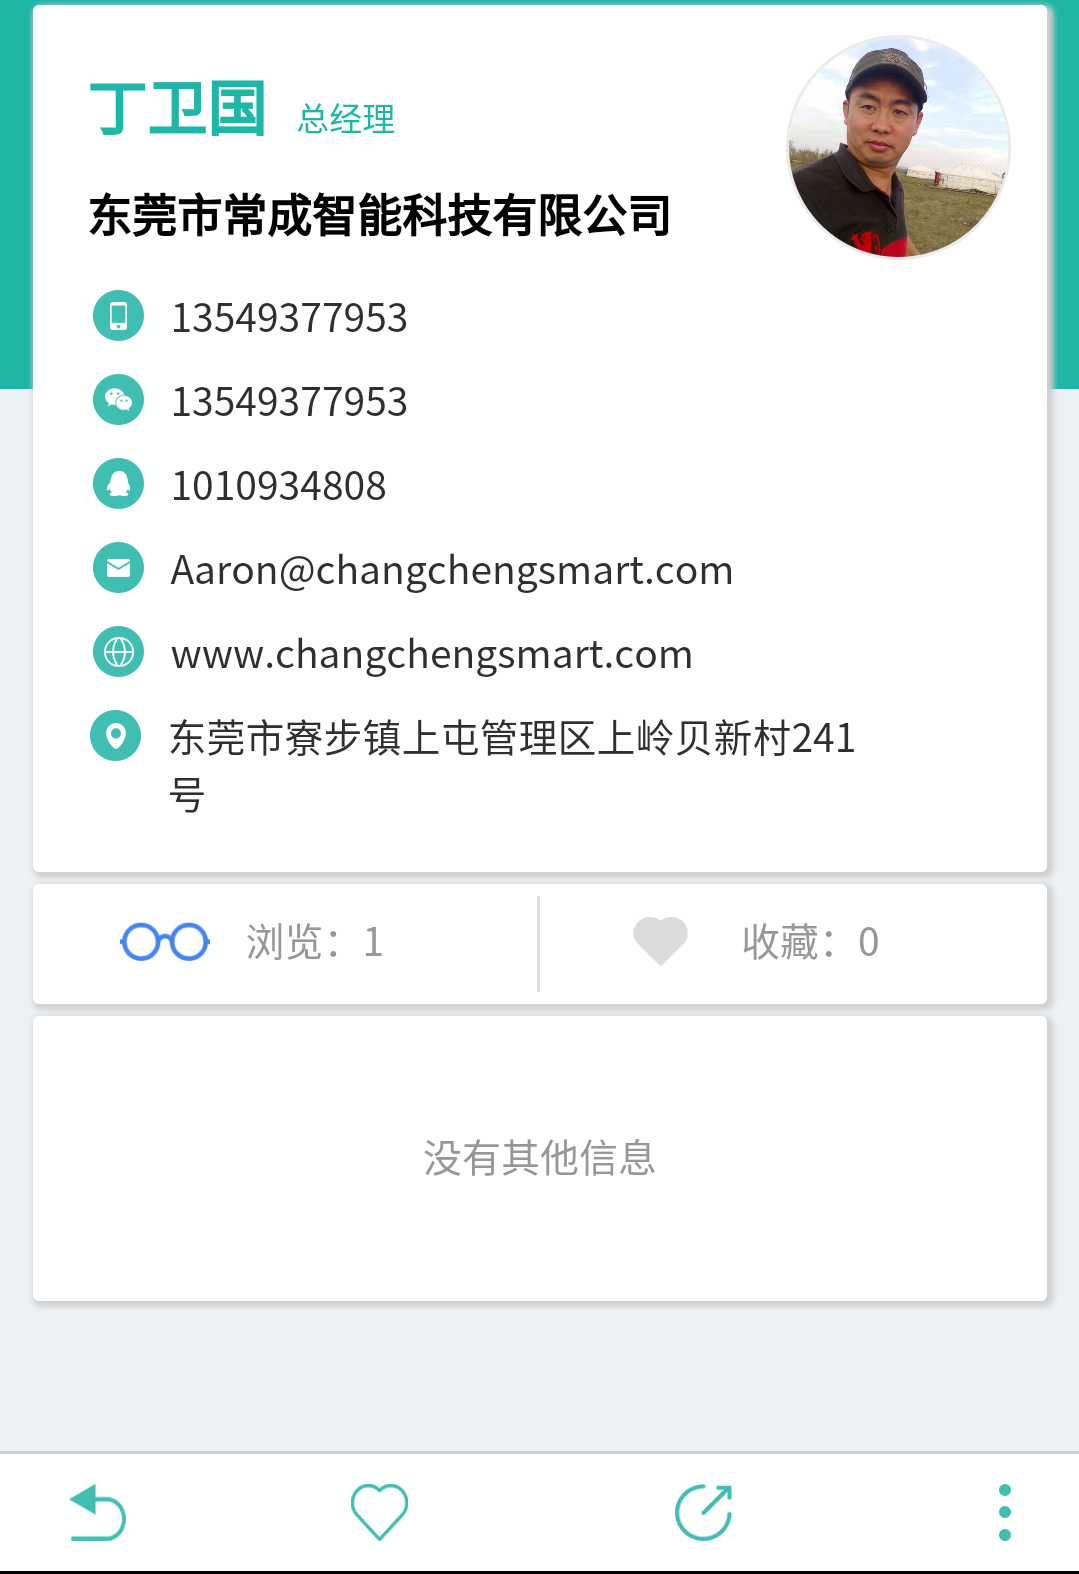 丁卫国 总经理
东莞市常成智能科技有限公司
13549377953
13549377953
1010934808
Aaron@changchengsmart.com
www.changchengsmart.com
东莞市寮步镇上屯管理区上岭贝新村241
号
浏览：1 收藏：0
没有其他信息